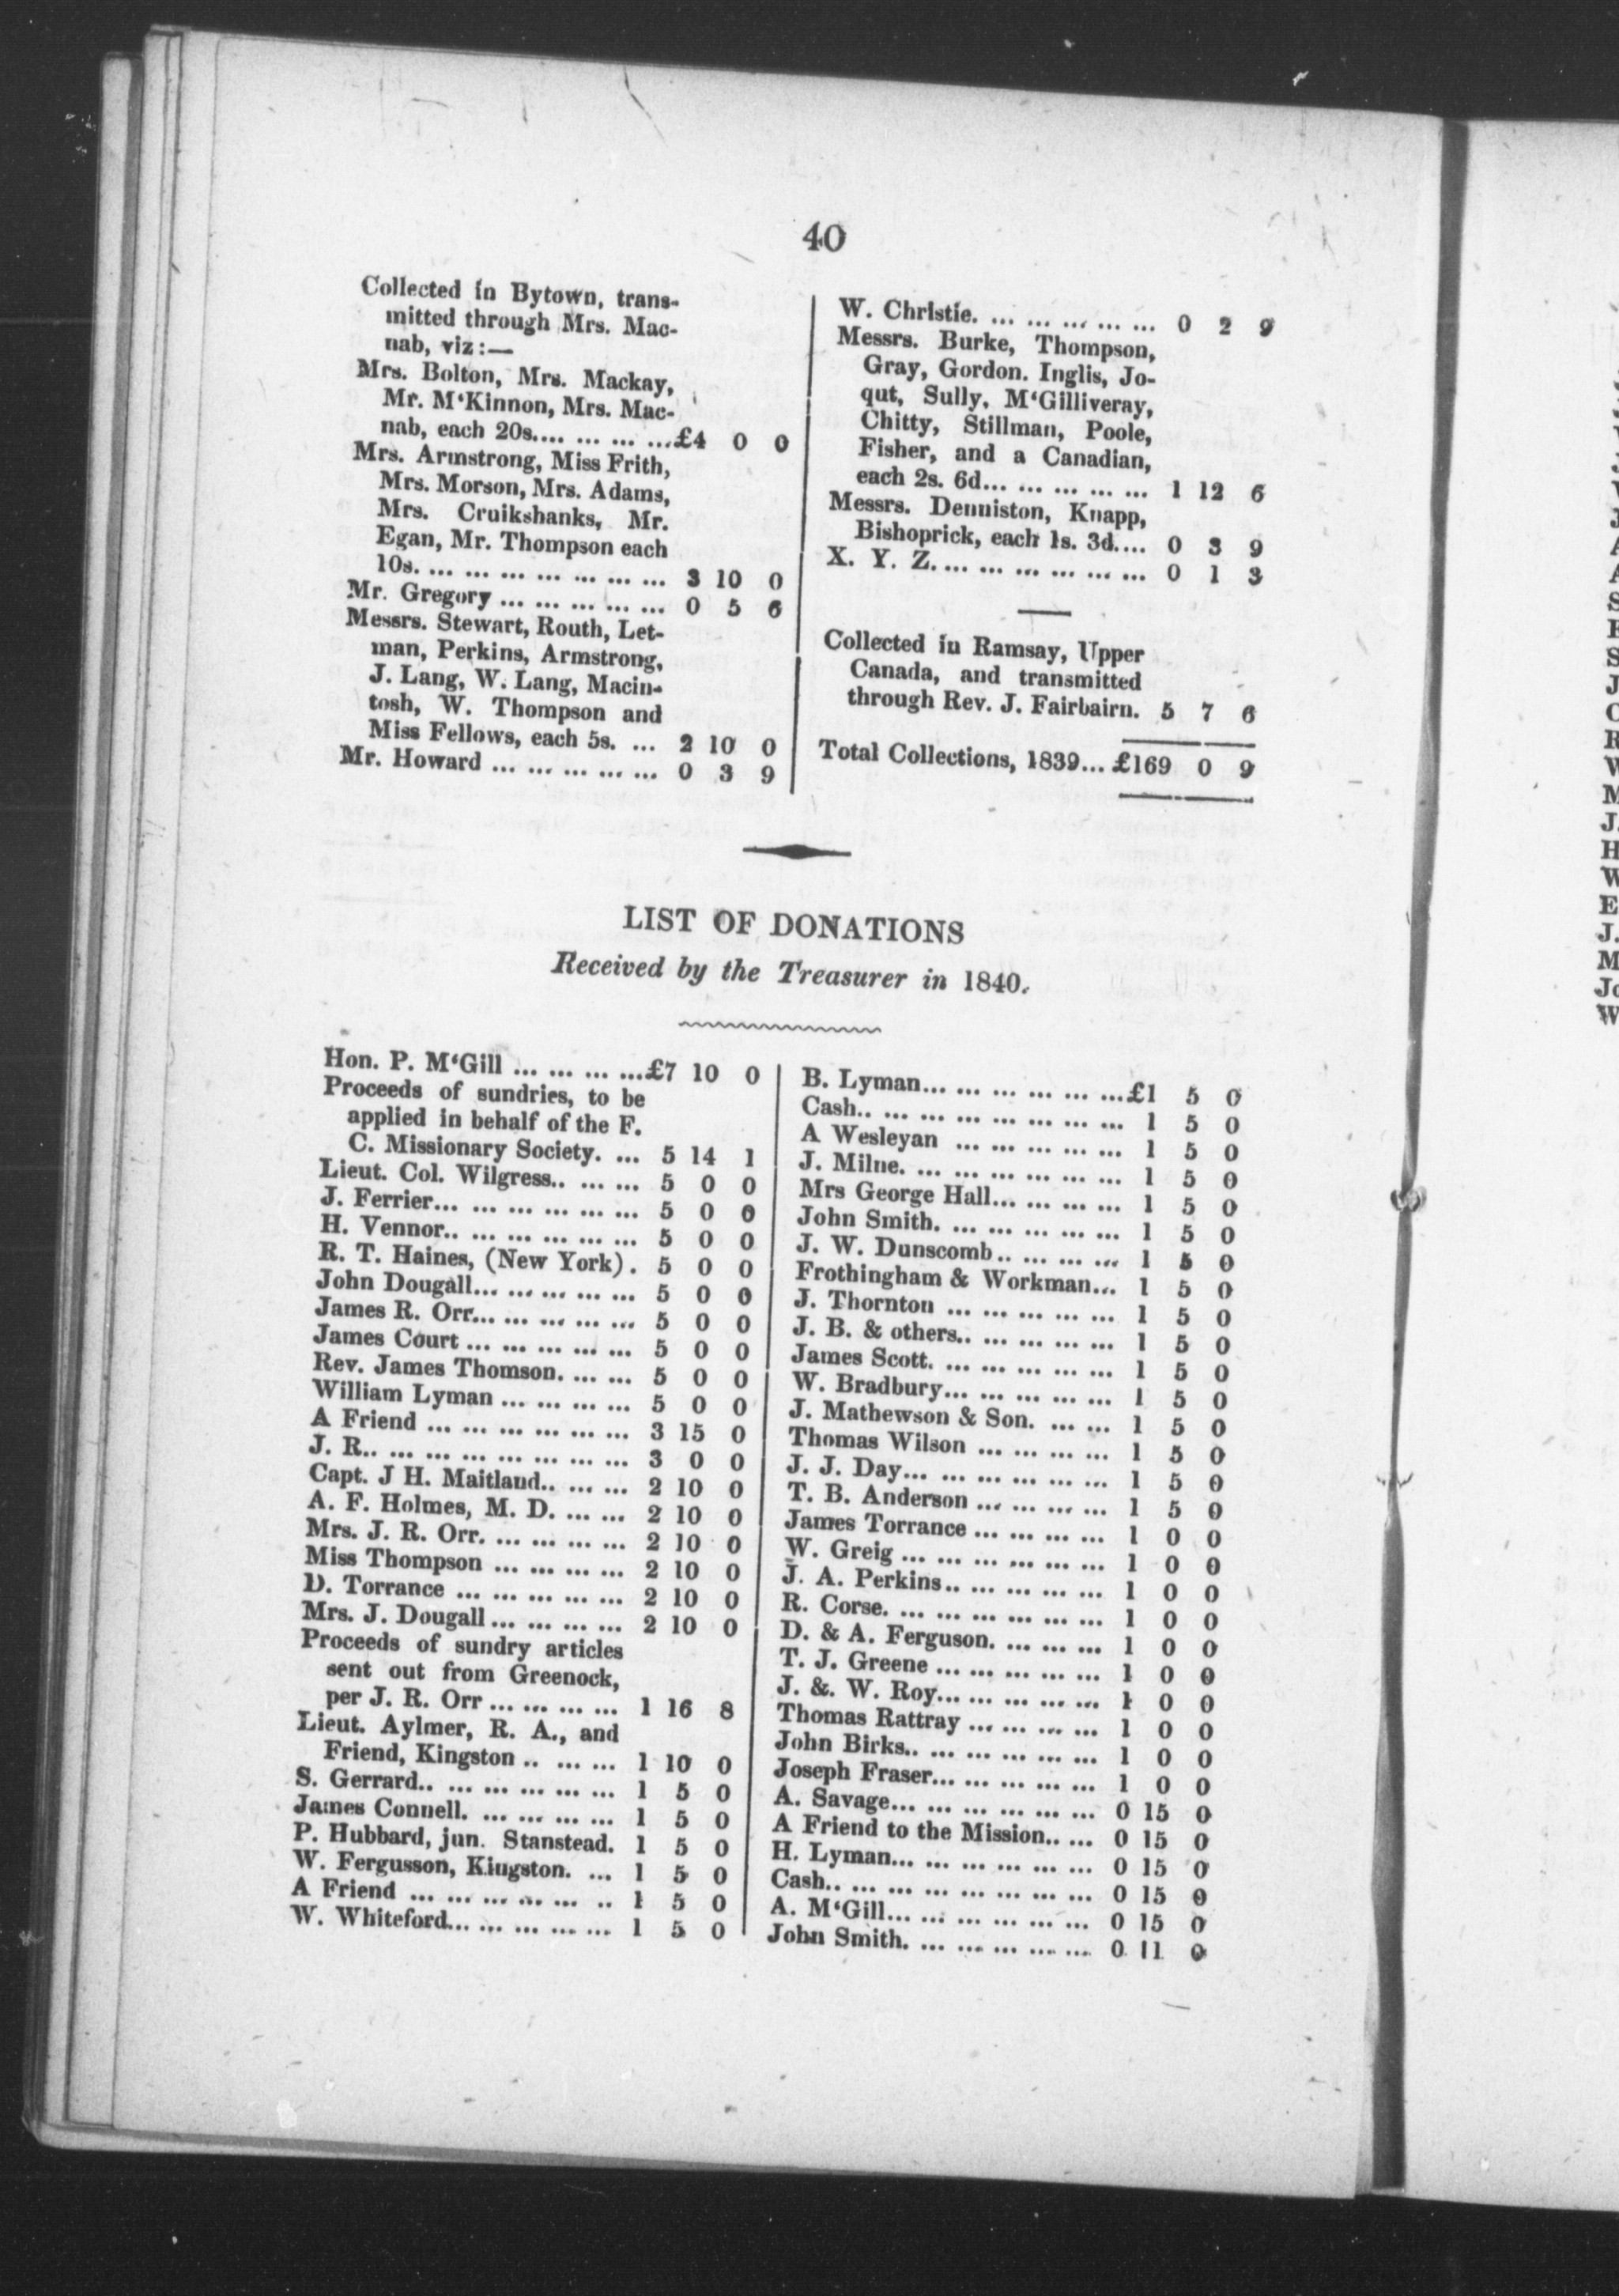 40
Collected in Bytown, trans-
mitted through Mrs. Mac-
nab, viz:—
Mrs. Bolton, Mrs. Mackay,
Mr. M‘Kinnon, Mrs. Mac-
nab, each 20s.... ... ... ...£4 0 0
Mrs. Armstrong, Miss Frith,
Mrs. Morson, Mrs. Adams,
Mrs. Cruikshanks, Mr.
Egan, Mr. Thompson each
10s. ... ... ... ... ... ... ... 3 10 0
Mr. Gregory ... ... ... ... ... 0 5 6
Messrs. Stewart, Routh, Let-
man, Perkins, Armstrong,
J. Lang, W. Lang, Macin-
tosh, W. Thompson and
Miss Fellows, each 5s. ... 2 10 0
Mr. Howard ... ... ... ... ... 0 3 9
W. Christie. ... ... ... ... ... 0 2 9
Messrs. Burke, Thompson,
Gray, Gordon. Inglis, Jo-
qut, Sully, M‘Gilliveray,
Chitty, Stillman, Poole,
Fisher, and a Canadian,
each 2s. 6d... ... ... ... ... 1 12 6
Messrs. Denniston, Knapp,
Bishoprick, each 1s. 3d.... 0 3 9
X. Y. Z. ... ... ... ... ... ... 0 1 3
Collected in Ramsay, Upper
Canada, and transmitted
through Rev. J. Fairbairn. 5 7 6
Total Collections, 1839... £169 0 9
LIST OF DONATIONS
Received by the Treasurer in 1840.
Hon. P. M‘Gill ... ... ... ...£7 10 0
Proceeds of sundries, to be
applied in behalf of the F.
C. Missionary Society. ... 5 14 1
Lieut. Col. Wilgress.. ... ... 5 0 0
J. Ferrier... ... ... ... ... ... 5 0 0
H. Vennor.. ... ... ... ... ... 5 0 0
R. T. Haines, (New York) . 5 0 0
John Dougall... ... ... ... ... 5 0 0
James R. Orr... ... ... ... ... 5 0 0
James Court ... ... ... ... ... 5 0 0
Rev. James Thomson. ... ... 5 0 0
William Lyman ... ... ... ... 5 0 0
A Friend ... ... ... ... ... ... 3 15 0
J. R.. ... ... ... ... ... ... ... 3 0 0
Capt. J H. Maitland.. ... ... 2 10 0
A. F. Holmes, M. D. ... ... 2 10 0
Mrs. J. R. Orr. ... ... ... ... 2 10 0
Miss Thompson ... ... ... ... 2 10 0
D. Torrance ... ... ... ... ... 2 10 0
Mrs. J. Dougall ... ... ... ... 2 10 0
Proceeds of sundry articles
sent out from Greenock,
per J. R. Orr ... ... ... ... 1 16 8
Lieut. Aylmer, R. A., and
Friend, Kingston .. ... ... 1 10 0
S. Gerrard.. ... ... ... ... ... 1 5 0
James Connell. ... ... ... ... 1 5 0
P. Hubbard, jun. Stanstead. 1 5 0
W. Fergusson, Kingston. ... 1 5 0
A Friend ... ... ... ... ... .. 1 5 0
W. Whiteford... ... ... ... ... 1 5 0
B. Lyman... ... ... ... ... ...£1 5 0
Cash.. ... ... ... ... ... ... ... 1 5 0
A Wesleyan ... ... ... ... ... 1 5 0
J. Milne. ... ... ... ... ... ... 1 5 0
Mrs George Hall... ... ... ... 1 5 0
John Smith. ... ... ... ... ... 1 5 0
J. W. Dunscomb.. ... ... ... 1 5 0
Frothingham & Workman... 1 5 0
J. Thornton ... ... ... ... ... 1 5 0
J. B. & others.. ... ... ... ... 1 5 0
James Scott. ... ... ... ... ... 1 5 0
W. Bradbury... ... ... ... ... 1 5 0
J. Mathewson & Son. ... ... 1 5 0
Thomas Wilson ... ... ... ... 1 5 0
J. J. Day... ... ... ... ... ... 1 5 0
T. B. Anderson ... ... ... ... 1 5 0
James Torrance ... ... ... ... 1 0 0
W. Greig ... ... ... ... ... ... 1 0 0
J. A. Perkins.. ... ... ... ... 1 0 0
R. Corse. ... ... ... ... ... ... 1 0 0
D. & A. Ferguson. ... ... ... 1 0 0
T. J. Greene ... ... ... ... ... 1 0 0
J. &. W. Roy... ... ... ... ... 1 0 0
Thomas Rattray ... ... ... ... 1 0 0
John Birks.. ... ... ... ... ... 1 0 0
Joseph Fraser... ... ... ... ... 1 0 0
A. Savage... ... ... ... ... ... 0 15 0
A Friend to the Mission.. ... 0 15 0
H. Lyman... ... ... ... ... ... 0 15 0
Cash.. ... ... ... ... ... ... ... 0 15 0
A. M‘Gill... ... ... ... ... ... 0 15 0
John Smith. ... ... ... ... ... 0 11 0